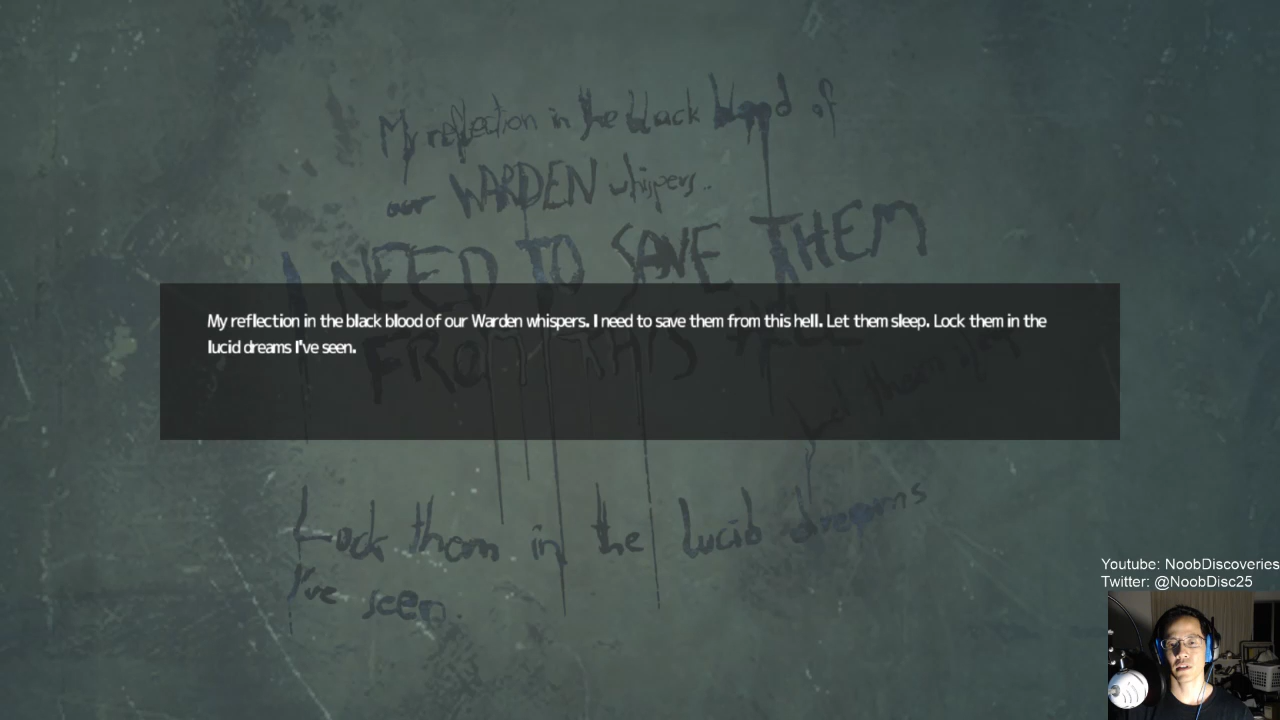 My reflection in the black blood of
our WARDEN whispers.
I NEED TO SAVE THEM
FROM THIS HELL
Let them sleep
My reflection in the black blood of our Warden whispers. I need to save them from this hell. Let them sleep. Lock them in the
lucid dreams I've seen.
Lock them in the lucid dreams
I've seen.
Youtube: NoobDiscoveries
Twitter: @NoobDisc25